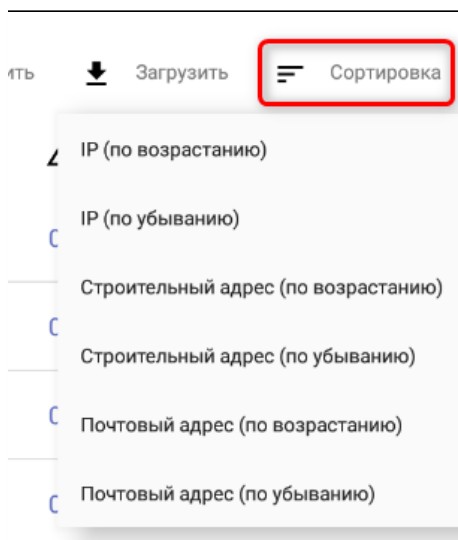 ить Загрузить Сортировка
IP (по возрастанию)
IP (по убыванию)
Строительный адрес (по возрастанию)
Строительный адрес (по убыванию)
Почтовый адрес (по возрастанию)
Почтовый адрес (по убыванию)